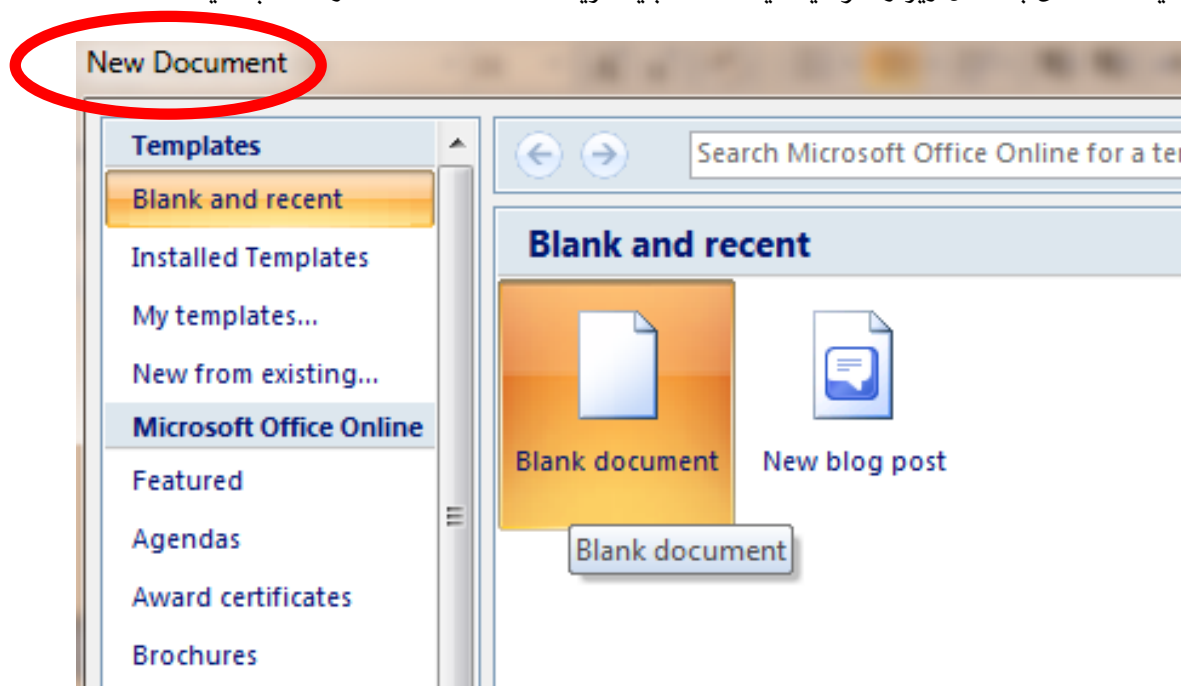 New Document
Templates
Blank and recent
Installed Templates
My templates...
New from existing...
Microsoft Office Online
Featured
Agendas
Award certificates
Brochures
Search Microsoft Office Online for a
Blank and recent
Blank document
New blog post
Blank document